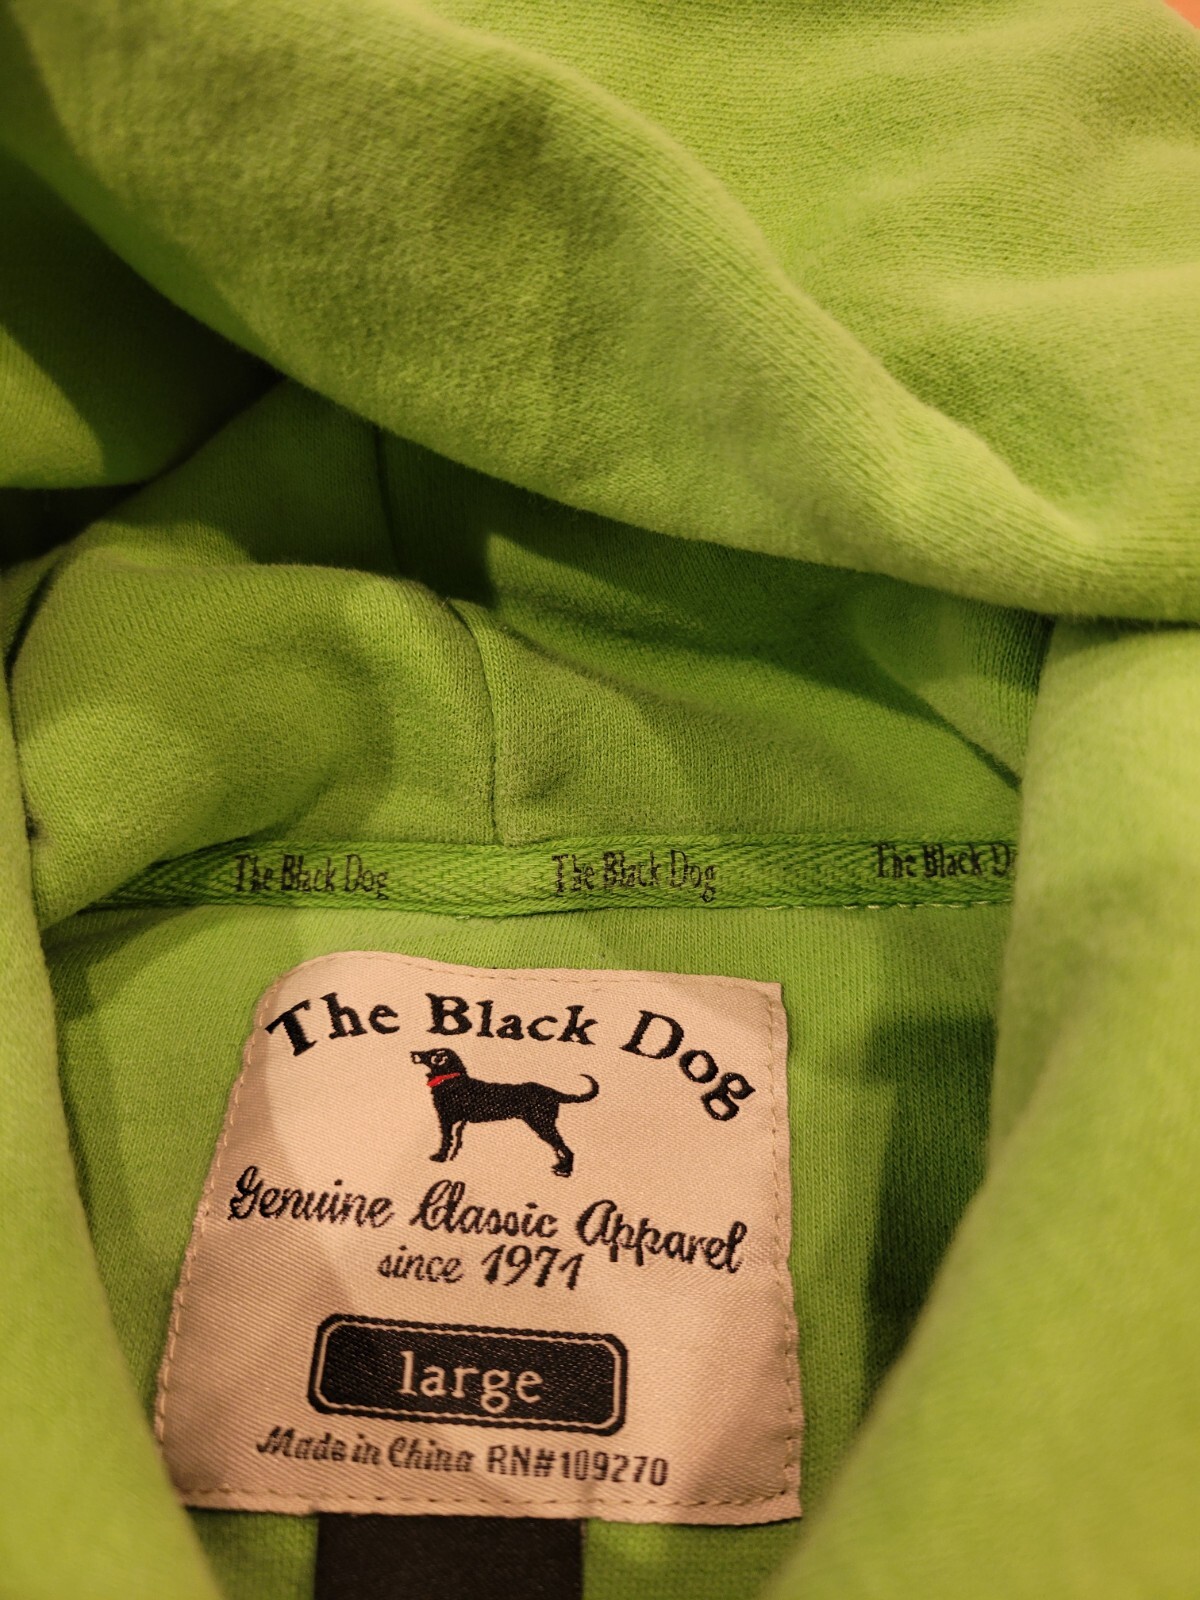 The Black Dog The Black Dog The Black D
The Black Dog
Genuine Classic Apparel
since 1971
large
Made in China RN#109270